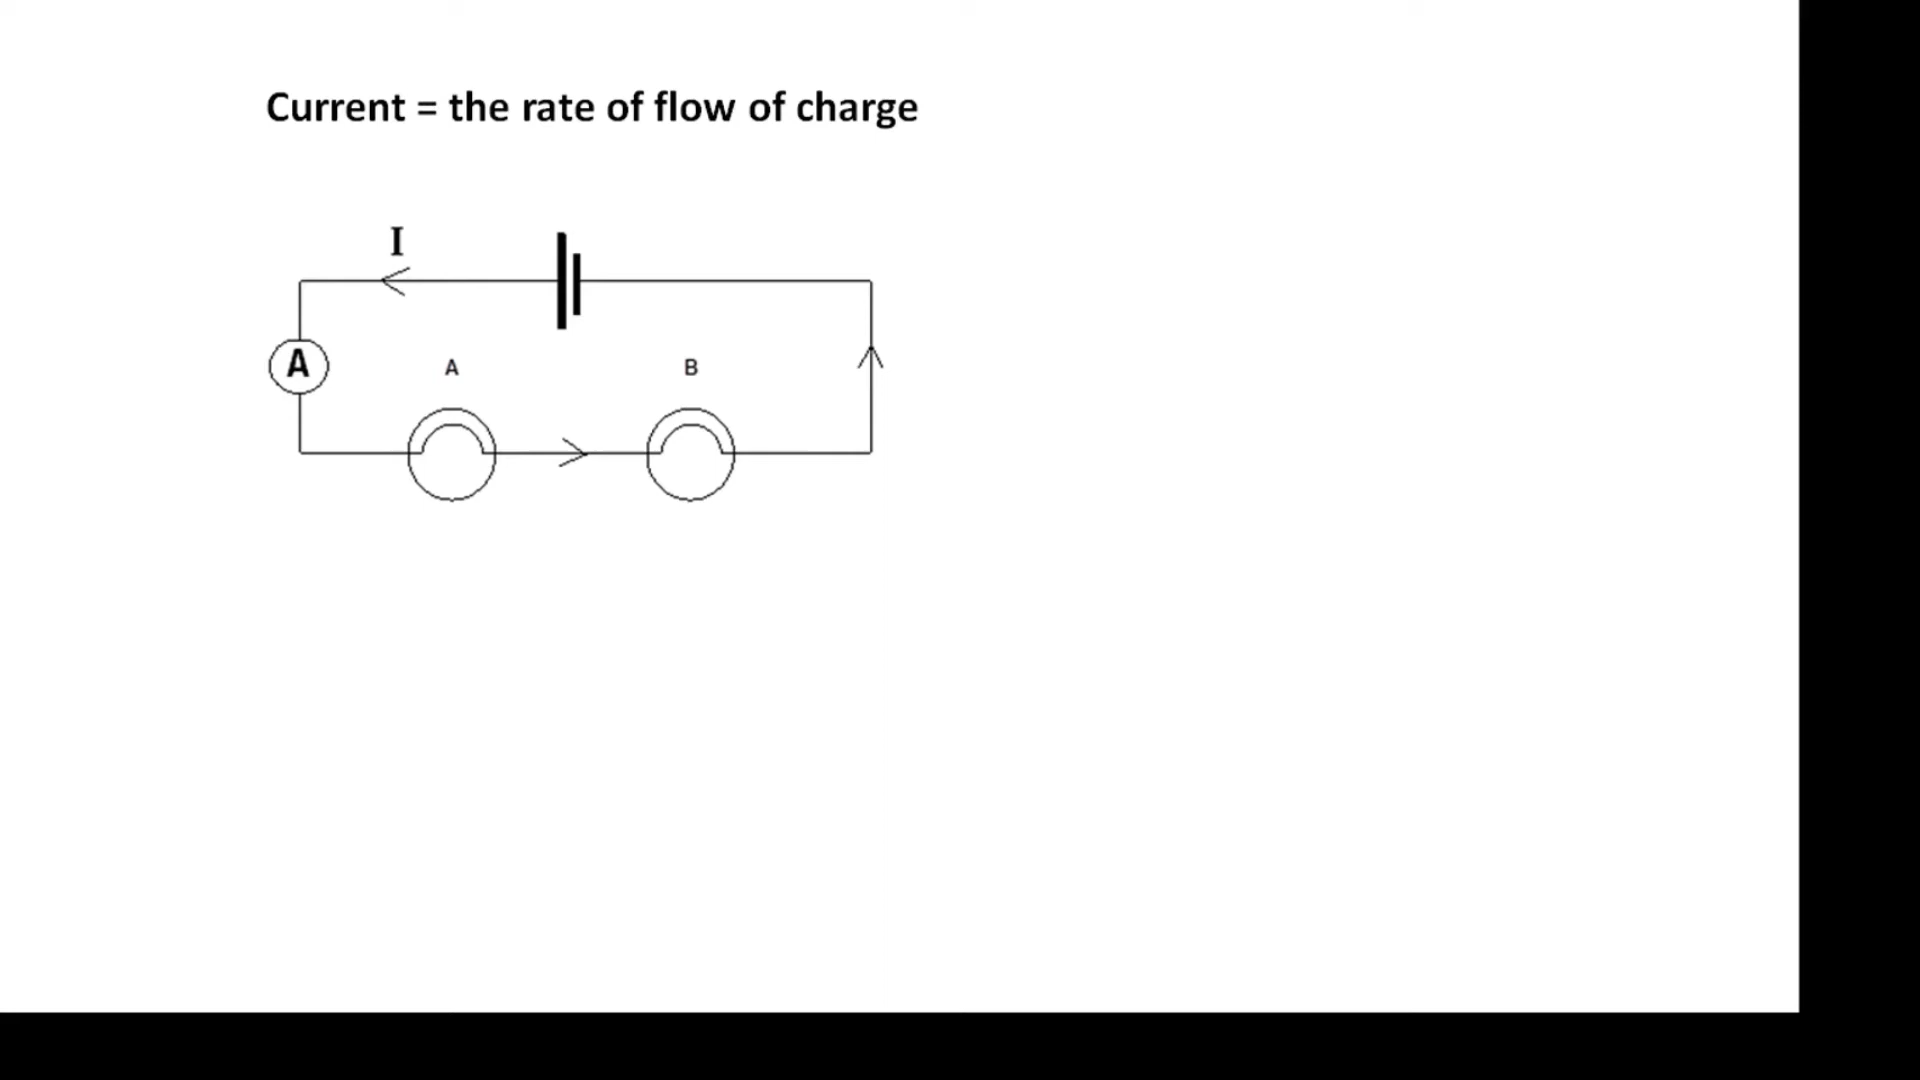 Current = the rate of flow of charge
I
A
A
B